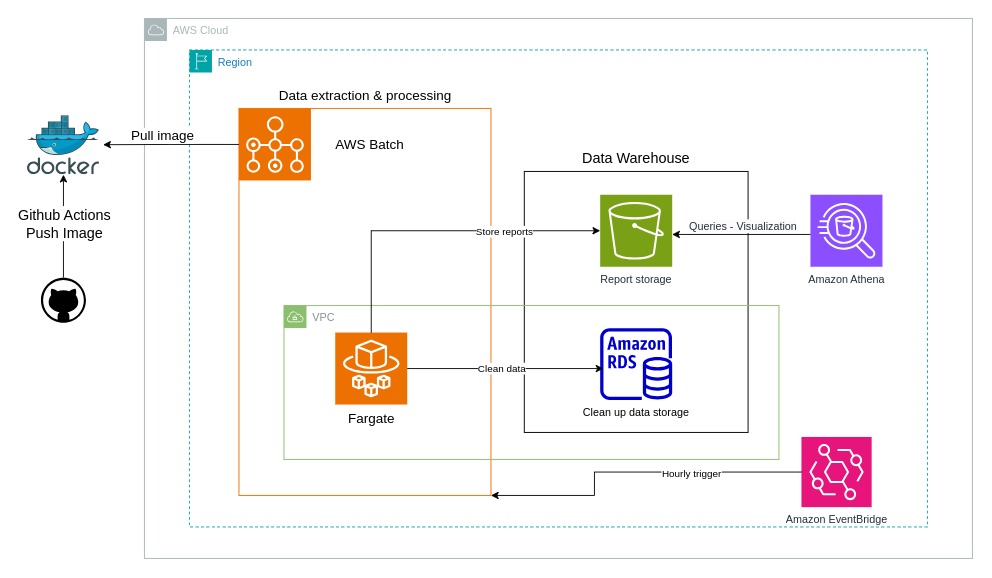 AWS Cloud
Region
Data extraction & processing
AWS Batch
Pull image
docker
Github Actions
Push Image
Data Warehouse
Store reports
Queries - Visualization
Report storage
Amazon Athena
VPC
Amazon
RDS
Clean data
Fargate
Clean up data storage
Hourly trigger
Amazon EventBridge